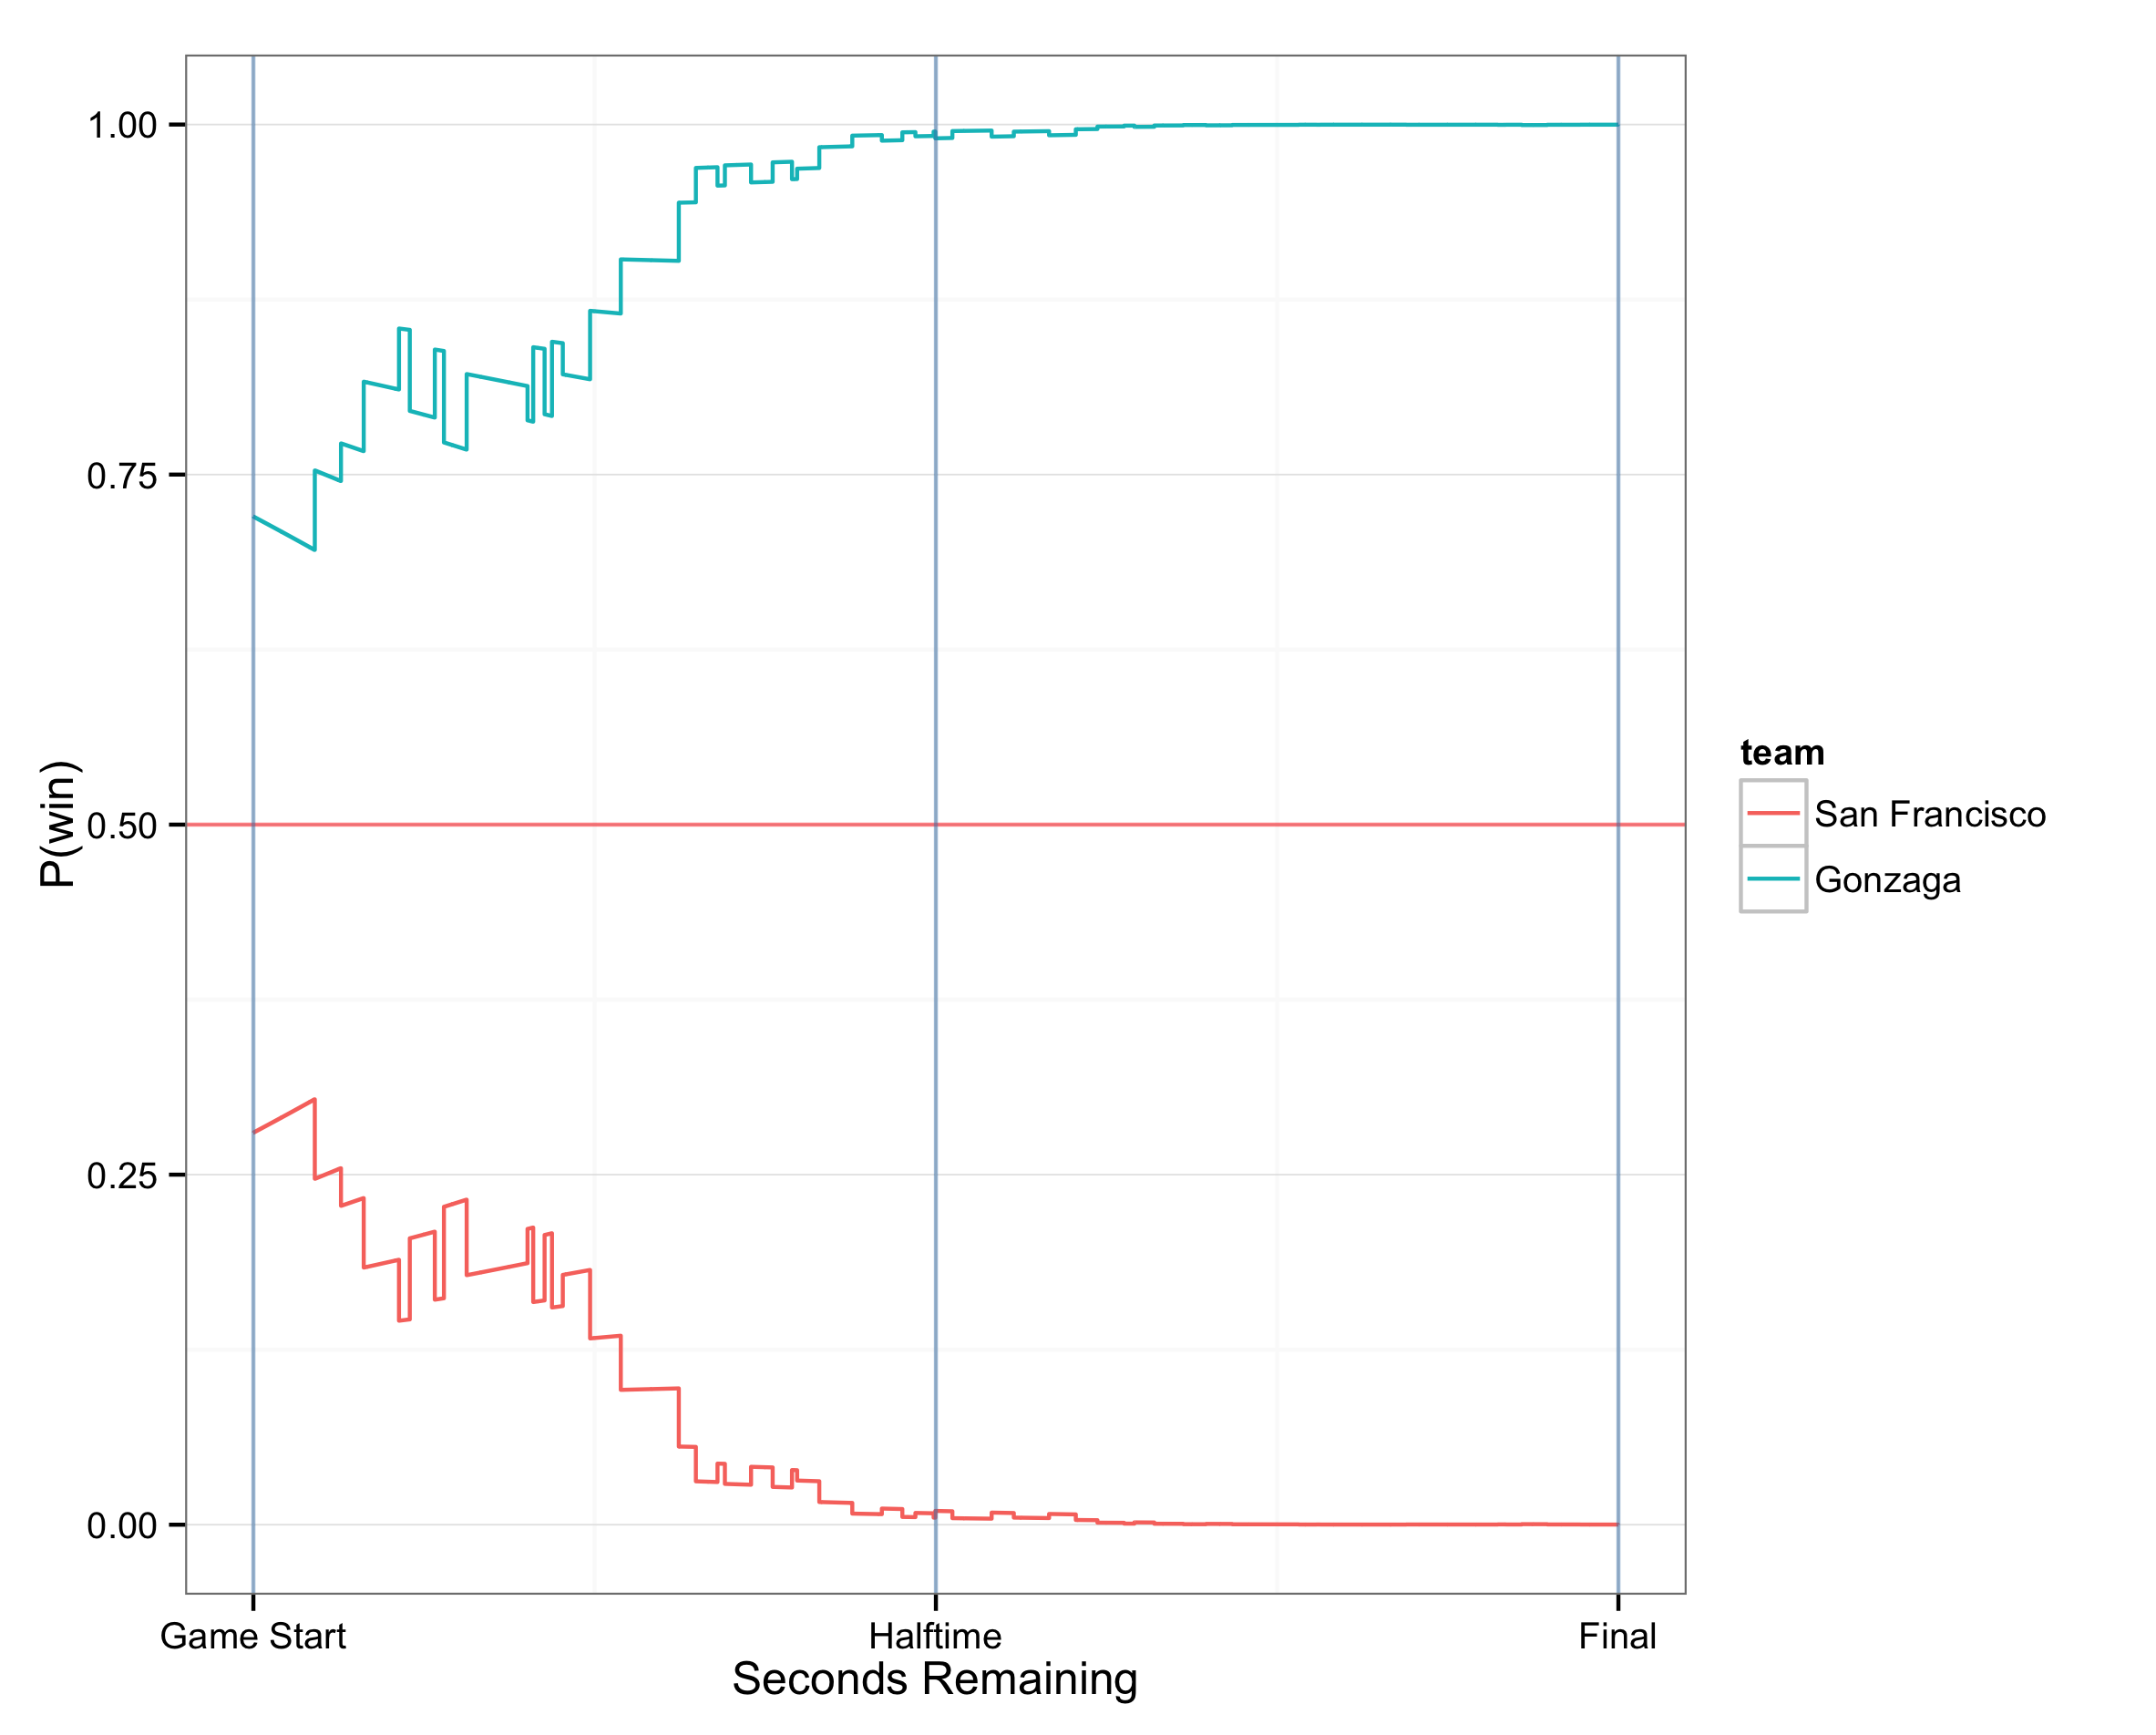 1.00
0.75
0.50
0.25
0.00
P(win)
Game Start
Halftime
Final
Seconds Remaining
team
San Francisco
Gonzaga